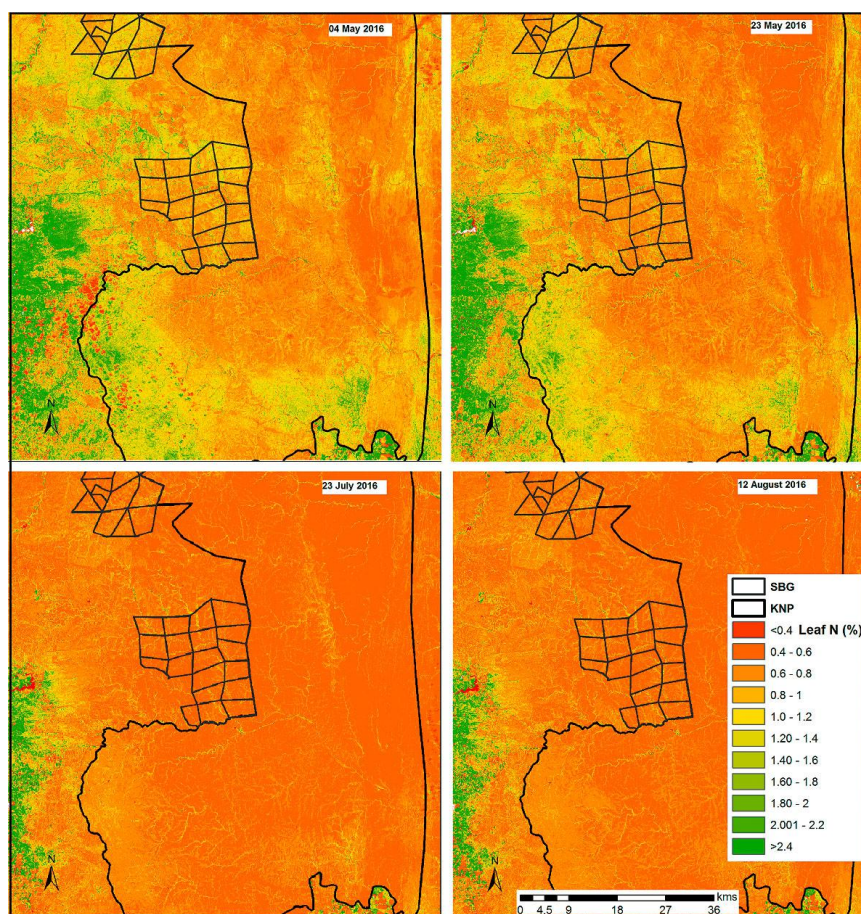 04 May 2016
23 May 2016
N
N
23 July 2016
12 August 2016
SBG
KNP
<0.4 Leaf N (%)
0.4 - 0.6
0.6 - 0.8
0.8 - 1
1.0 - 1.2
1.20 - 1.4
1.40 - 1.6
1.60 - 1.8
1.80 - 2
2.001 - 2.2
>2.4
N
N
kms
0 4.5 9 18 27 36